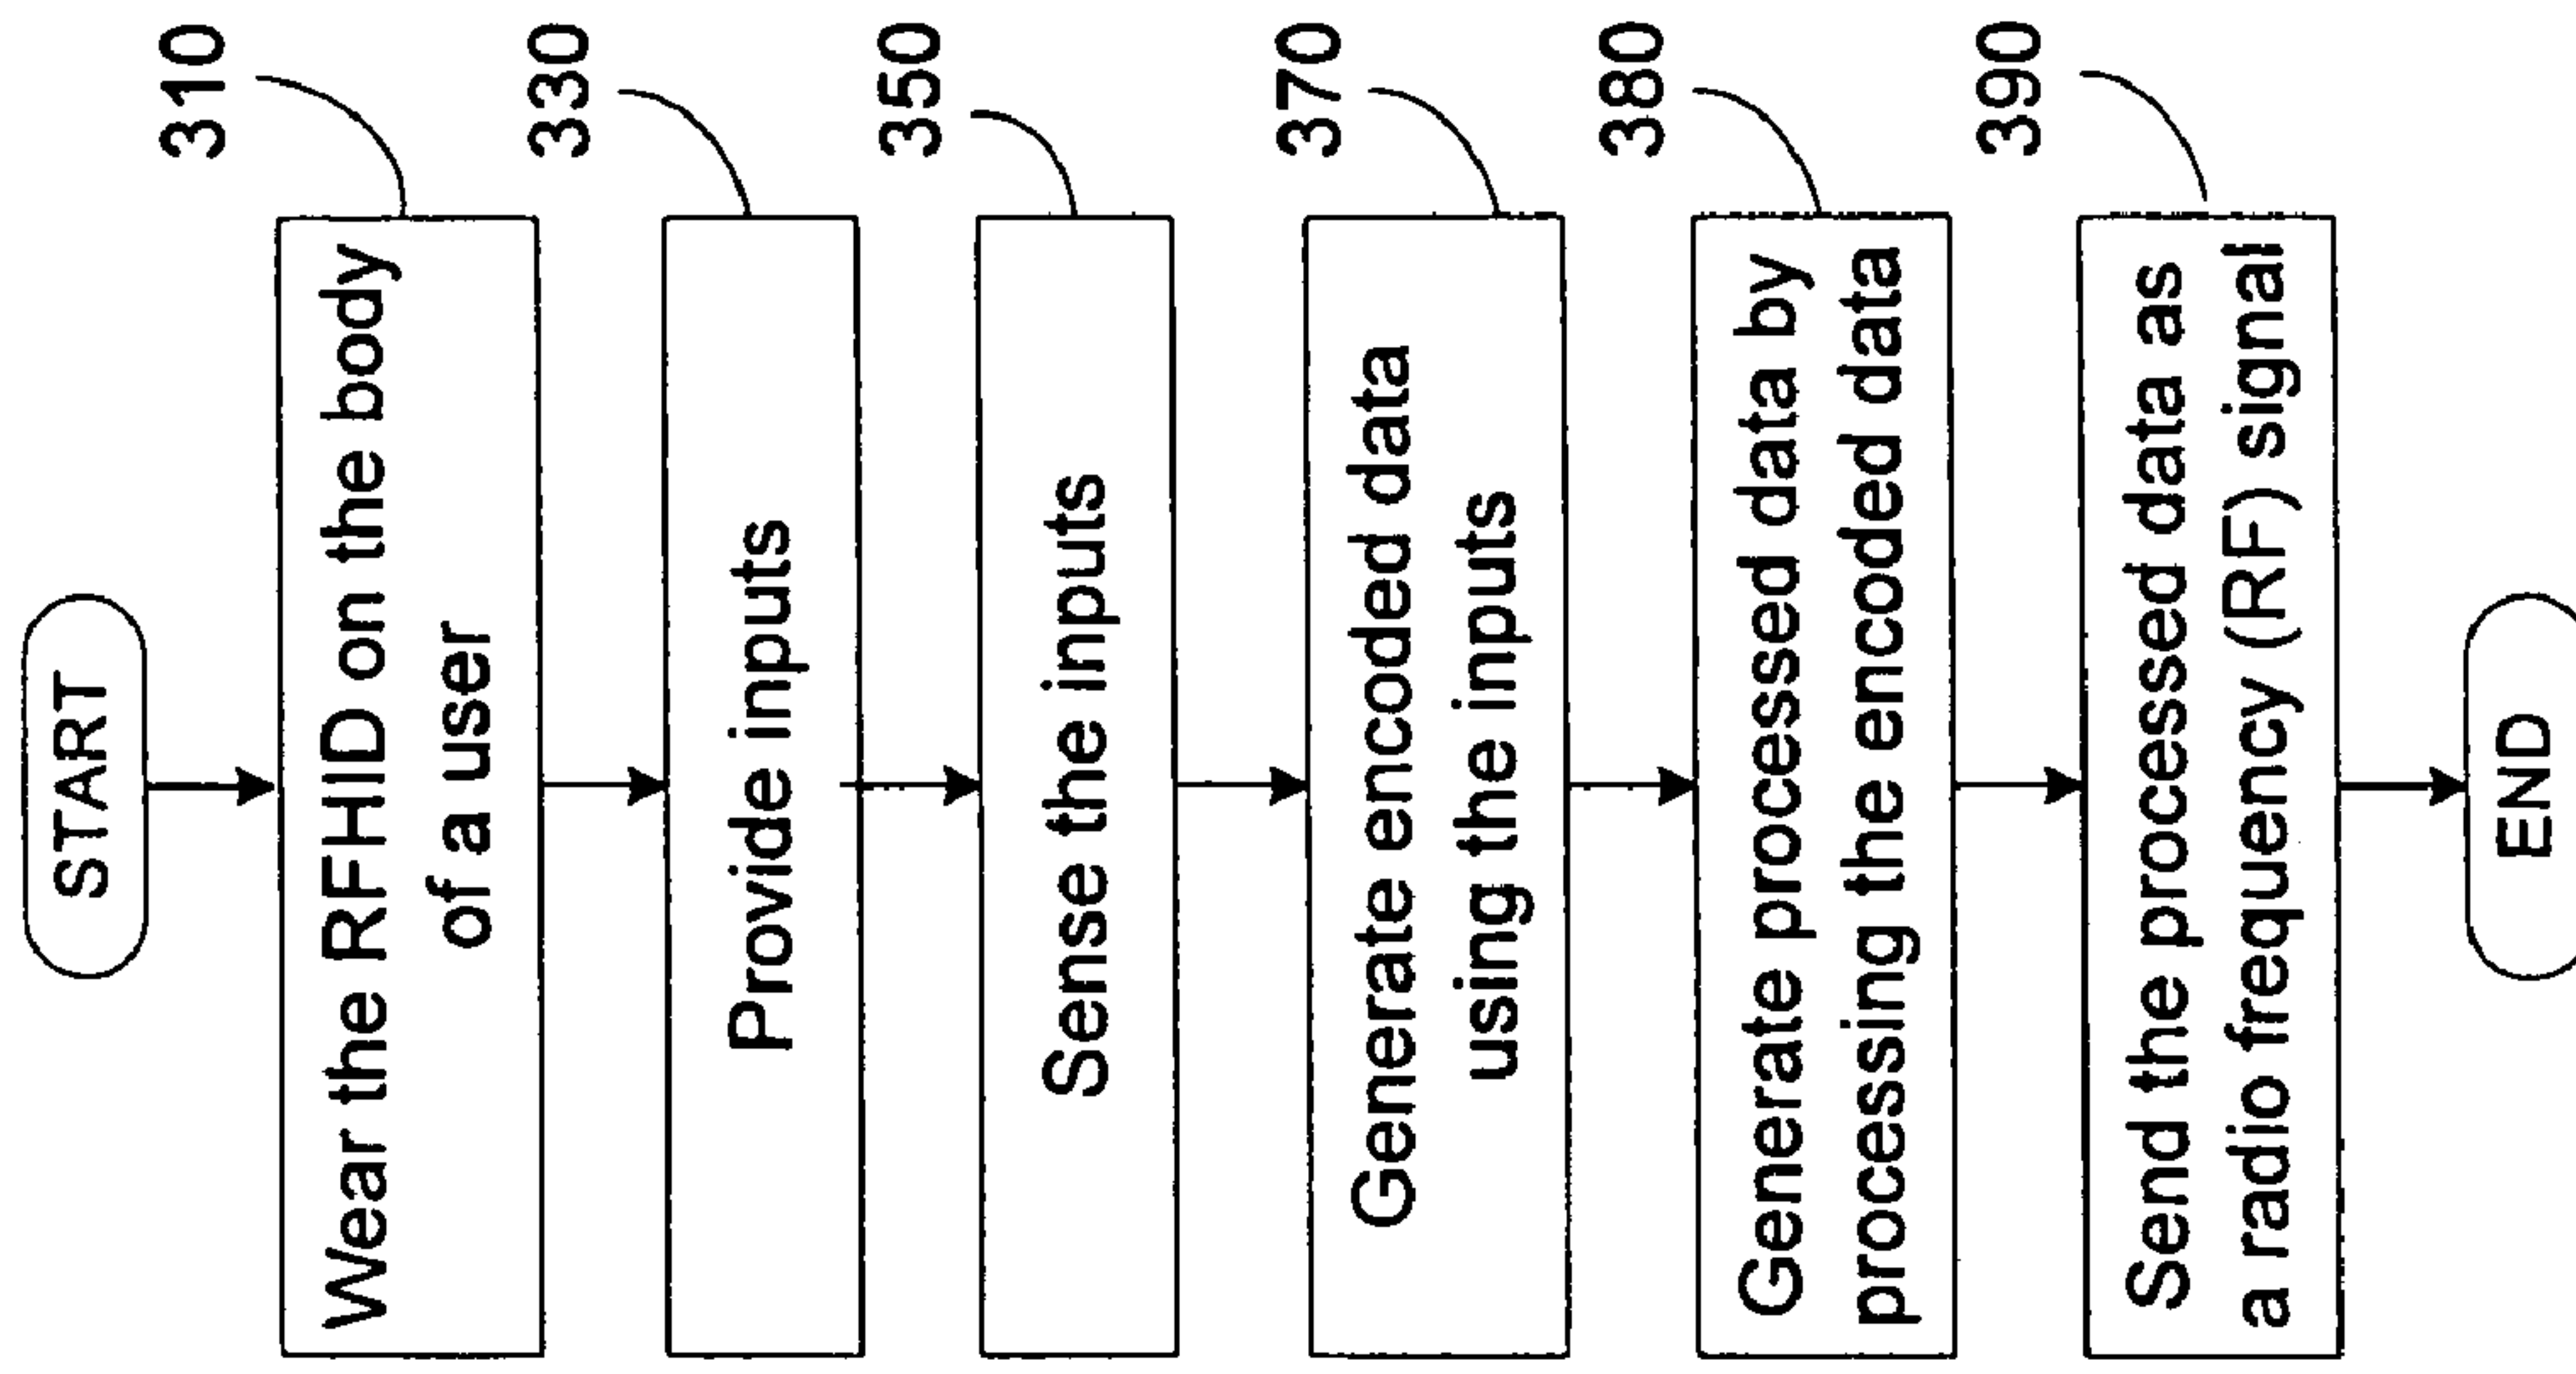 START
310
Wear the RFHID on the body
of a user
330
Provide inputs
350
Sense the inputs
370
Generate encoded data
using the inputs
380
Generate processed data by
processing the encoded data
390
Send the processed data as
a radio frequency (RF) signal
END